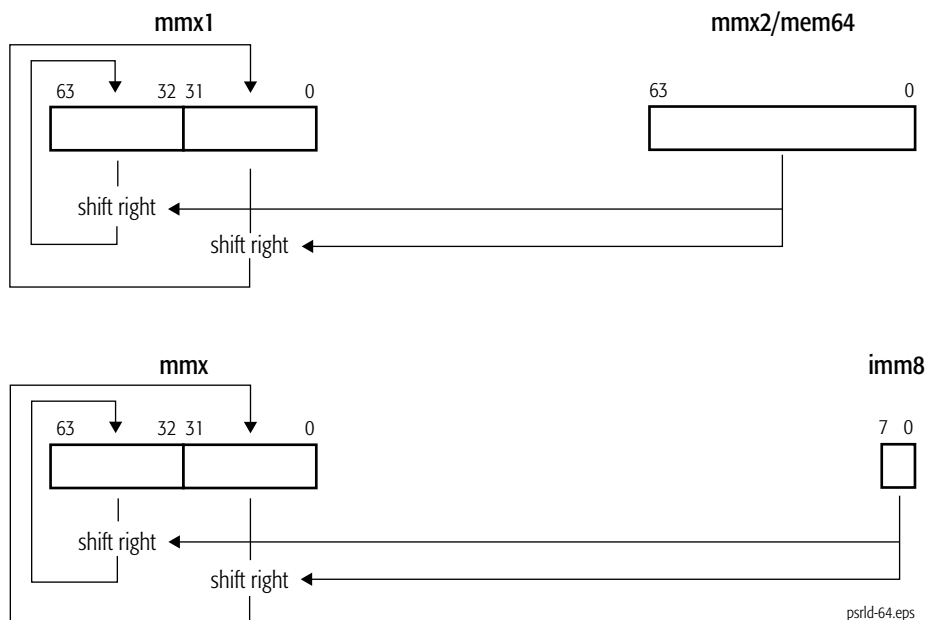 mmx1 mmx2/mem64
63 32 31 0 63 0
shift right
shift right
mmx imm8
63 32 31 0 7 0
shift right
shift right
psrld-64.eps